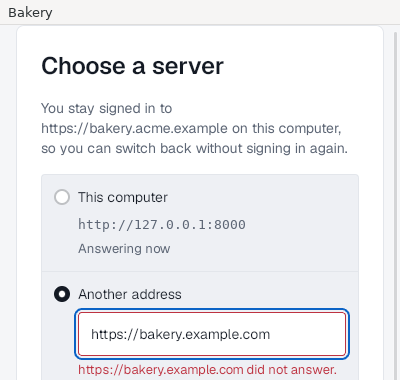 Bakery
Choose a server
You stay signed in to
https://bakery.acme.example on this computer,
so you can switch back without signing in again.
This computer
http://127.0.0.1:8000
Answering now
Another address
https://bakery.example.com
https://bakery.example.com did not answer.